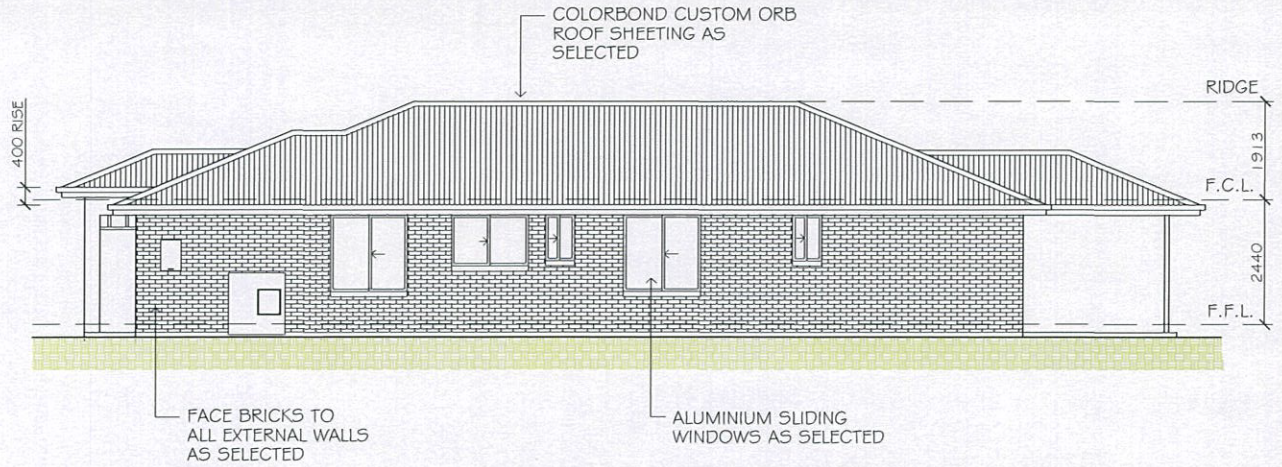 COLORBOND CUSTOM ORB
ROOF SHEETING AS
SELECTED
400 RISE
RIDGE
1913
F.C.L.
2440
F.F.L.
FACE BRICKS TO
ALL EXTERNAL WALLS
AS SELECTED
ALUMINIUM SLIDING
WINDOWS AS SELECTED